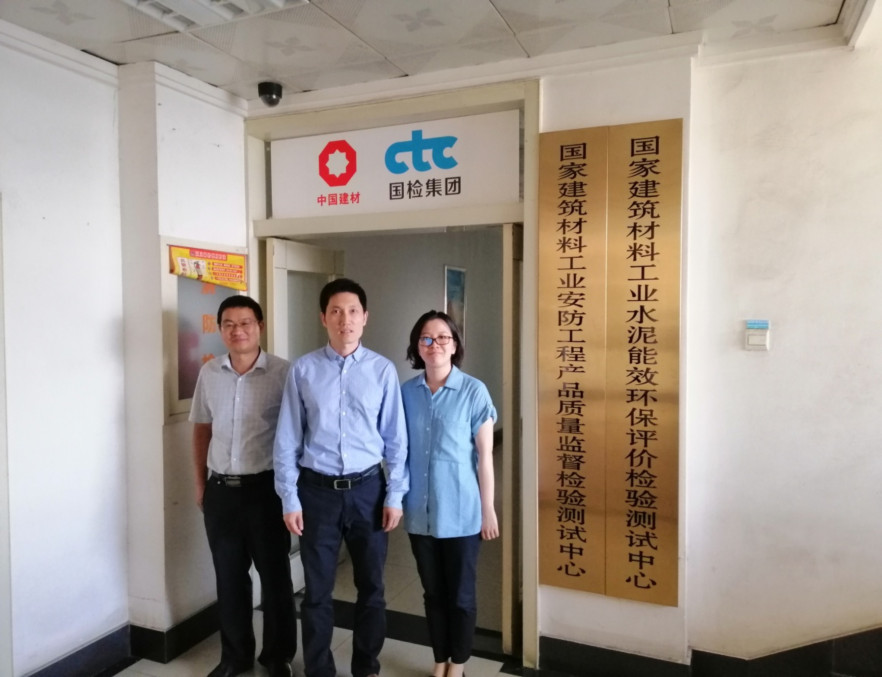 中国建材
ctc
国检集团
国家建筑材料工业安防工程产品质量监督检验测试中心
国家建筑材料工业水泥能效环保评价检验测试中心
防